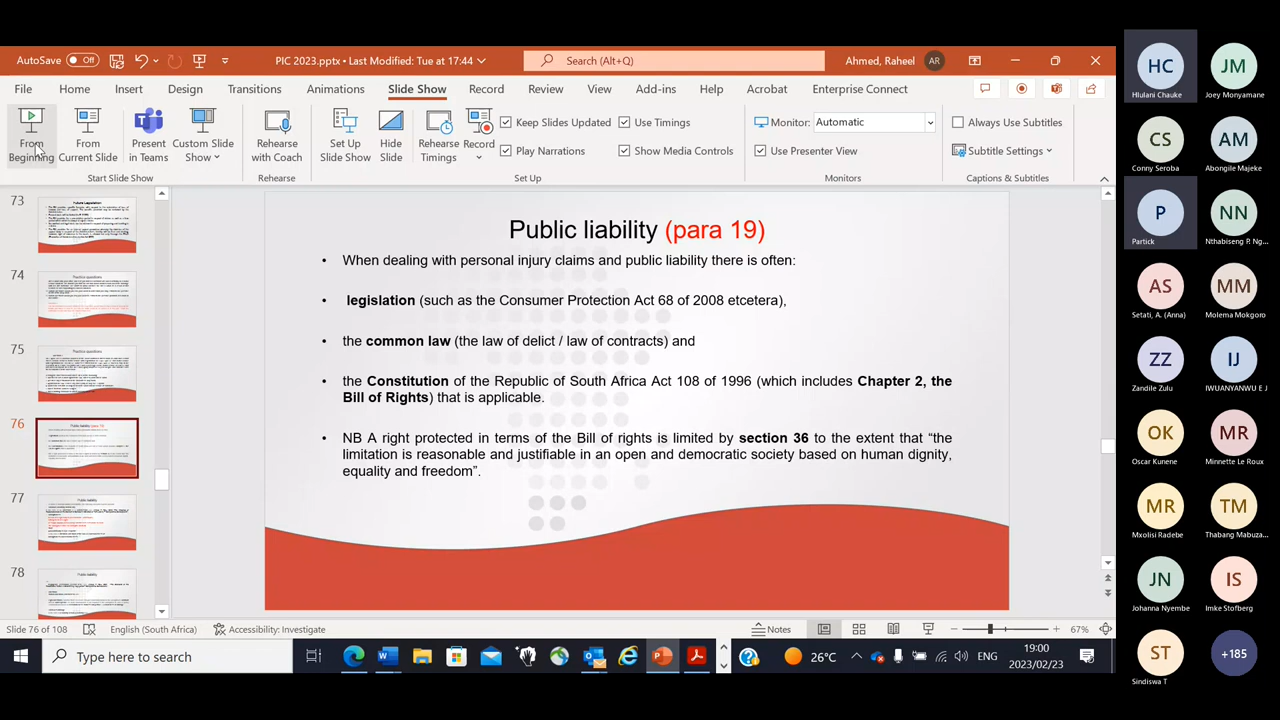 AutoSave Off PIC 2023.pptx • Last Modified: Tue at 17:44 Search (Alt+Q) Ahmed, Raheel AR
File Home Insert Design Transitions Animations Slide Show Record Review View Add-ins Help Acrobat Enterprise Connect
From Beginning
From Current Slide
Present in Teams
Custom Slide Show
Rehearse with Coach
Set Up Slide Show
Hide Slide
Rehearse Timings
Record
Keep Slides Updated Use Timings
Play Narrations Show Media Controls
Monitor: Automatic
Use Presenter View
Always Use Subtitles
Subtitle Settings
Start Slide Show Rehearse Set Up Monitors Captions & Subtitles
73
74
75
76
77
78
Public liability (para 19)
• When dealing with personal injury claims and public liability there is often:
• legislation (such as the Consumer Protection Act 68 of 2008 etcetera),
• the common law (the law of delict / law of contracts) and
• the Constitution of the Republic of South Africa Act 108 of 1996 (which includes Chapter 2, the
Bill of Rights) that is applicable.
NB A right protected in terms of the Bill of rights is limited by section 36 to the extent that "the
limitation is reasonable and justifiable in an open and democratic society based on human dignity,
equality and freedom".
Slide 76 of 108 English (South Africa) Accessibility: Investigate Notes 67%
Type here to search 26°C ENG 19:00
2023/02/23
HC JM
Hlulani Chauke Joey Monyamane
CS AM
Conny Seroba Abongile Majeke
P NN
Partick Nthabiseng P. Ng...
AS MM
Setati, A. (Anna) Molema Mokgoro
ZZ IJ
Zandile Zulu IWUANYANWU E J
OK MR
Oscar Kunene Minnette Le Roux
MR TM
Mxolisi Radebe Thabang Mabuza...
JN IS
Johanna Nyembe Imke Stofberg
ST +185
Sindiswa T